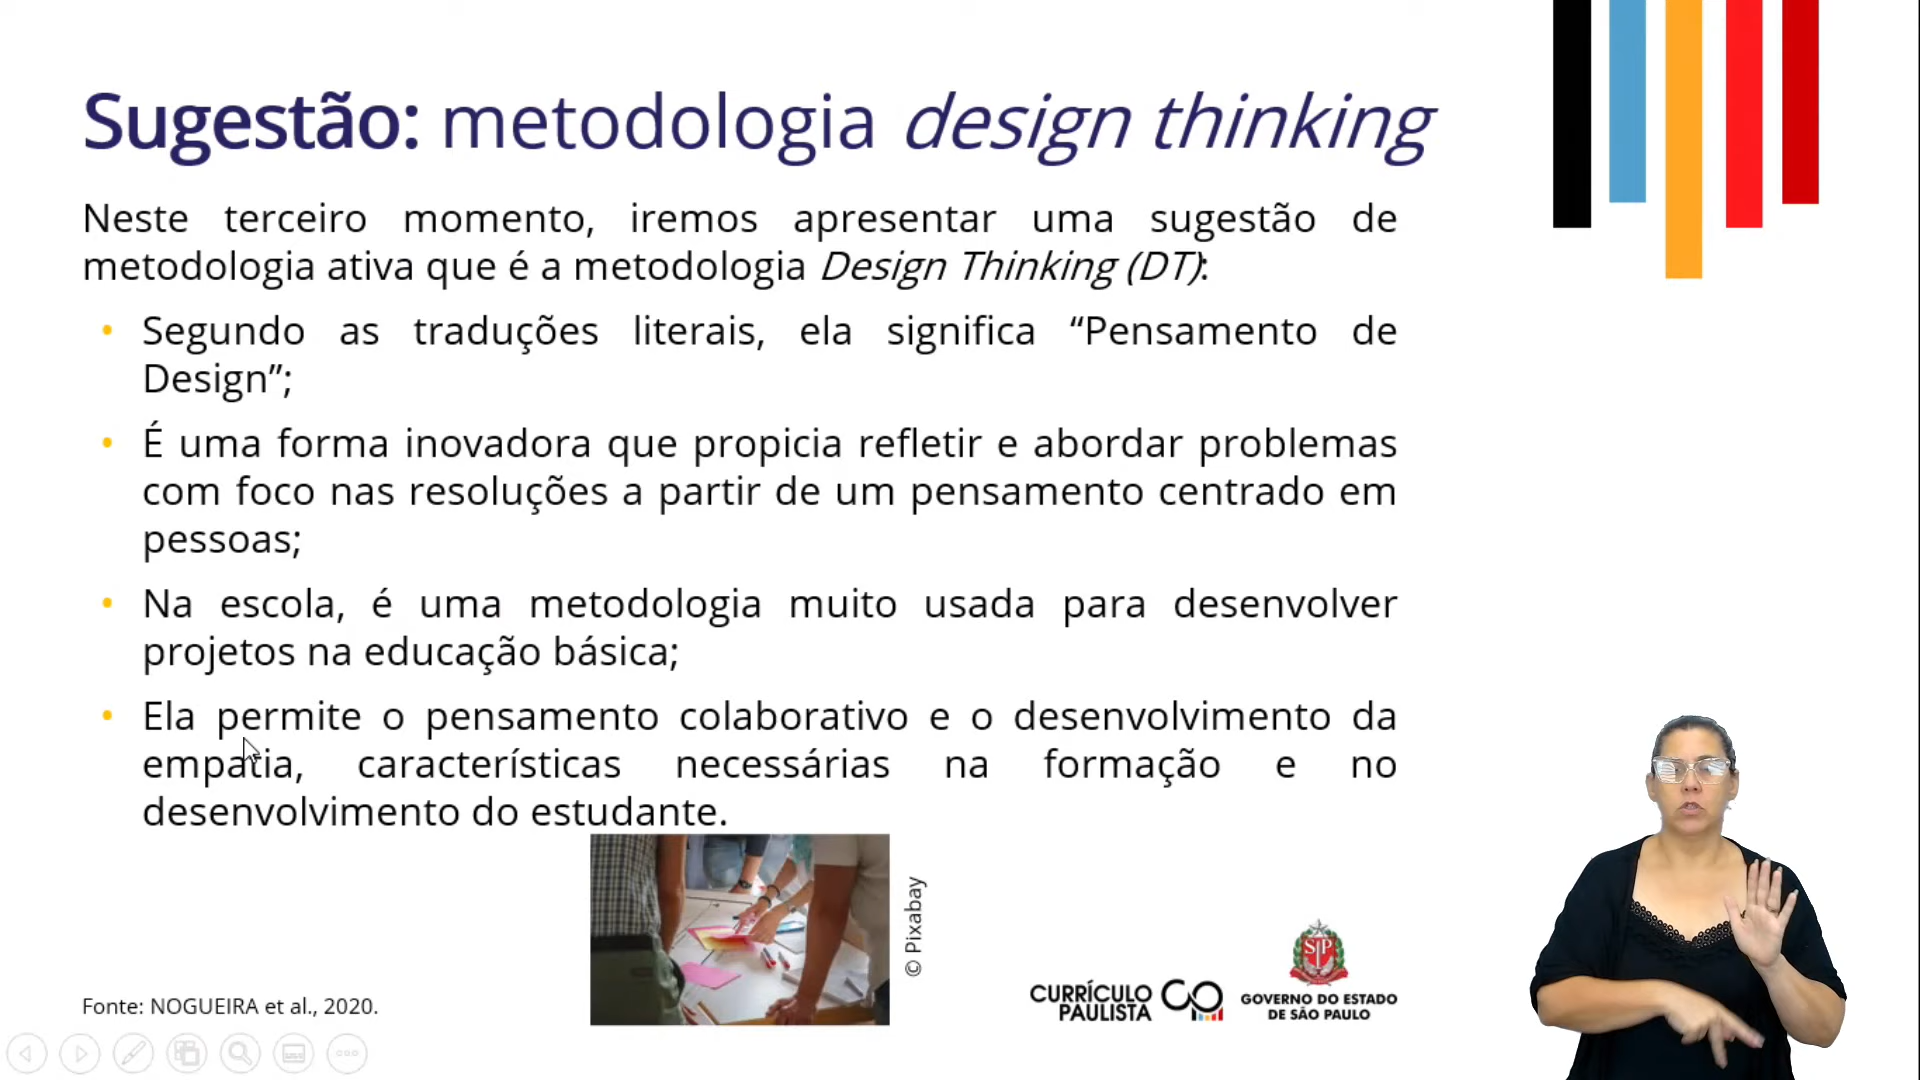 Sugestão: metodologia design thinking
Neste terceiro momento, iremos apresentar uma sugestão de
metodologia ativa que é a metodologia Design Thinking (DT):
• Segundo as traduções literais, ela significa “Pensamento de
Design”;
• É uma forma inovadora que propicia refletir e abordar problemas
com foco nas resoluções a partir de um pensamento centrado em
pessoas;
• Na escola, é uma metodologia muito usada para desenvolver
projetos na educação básica;
• Ela permite o pensamento colaborativo e o desenvolvimento da
empatia, características necessárias na formação e no
desenvolvimento do estudante.
© Pixabay
Fonte: NOGUEIRA et al., 2020.
CURRÍCULO
PAULISTA
SP
GOVERNO DO ESTADO
DE SÃO PAULO